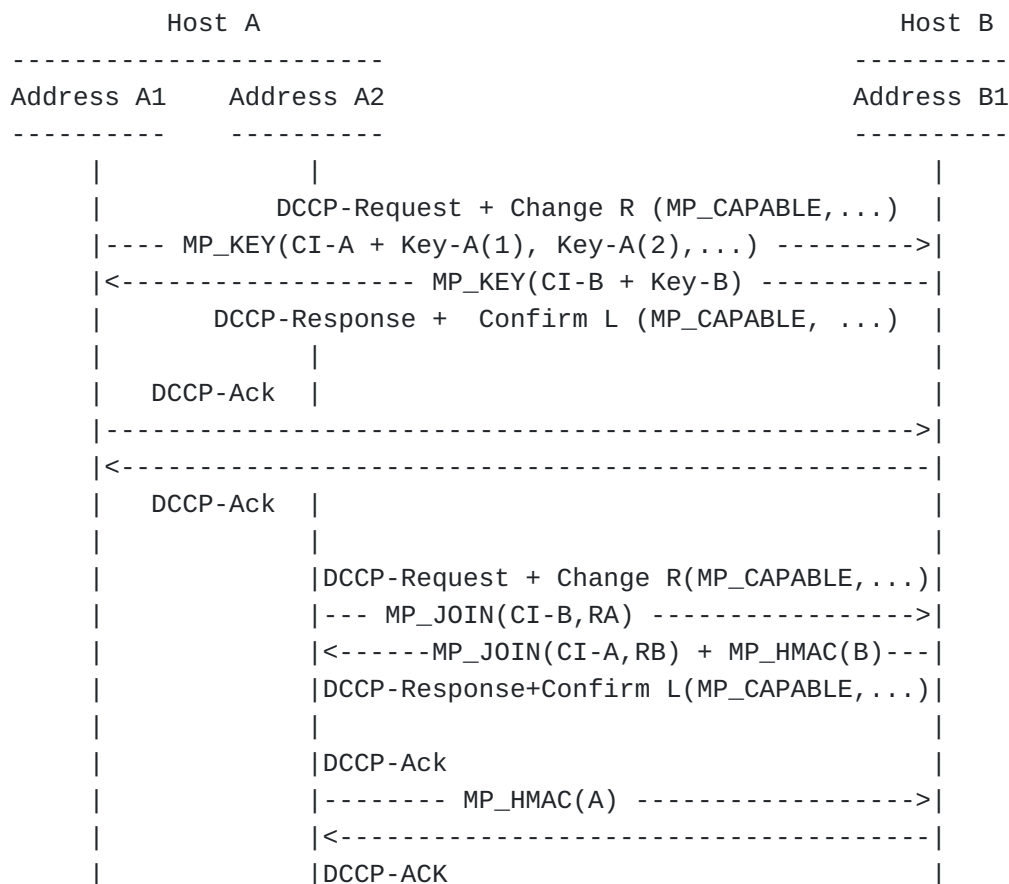 Host A                                         Host B
------------------------                              ----------
Address A1    Address A2                              Address B1
----------    ----------                              ----------
     |             |                                       |
     |           DCCP-Request + Change R (MP_CAPABLE,...)  |
     |---- MP_KEY(CI-A + Key-A(1), Key-A(2),...) --------->|
     |<------------------- MP_KEY(CI-B + Key-B) -----------|
     |       DCCP-Response +  Confirm L (MP_CAPABLE, ...)  |
     |             |                                       |
     |   DCCP-Ack  |                                       |
     |---------------------------------------------------->|
     |<----------------------------------------------------|
     |   DCCP-Ack  |                                       |
     |             |                                       |
     |             |DCCP-Request + Change R(MP_CAPABLE,...)|
     |             |--- MP_JOIN(CI-B,RA) ----------------->|
     |             |<------MP_JOIN(CI-A,RB) + MP_HMAC(B)---|
     |             |DCCP-Response+Confirm L(MP_CAPABLE,...)|
     |             |                                       |
     |             |DCCP-Ack                               |
     |             |-------- MP_HMAC(A) ------------------>|
     |             |<--------------------------------------|
     |             |DCCP-ACK                               |